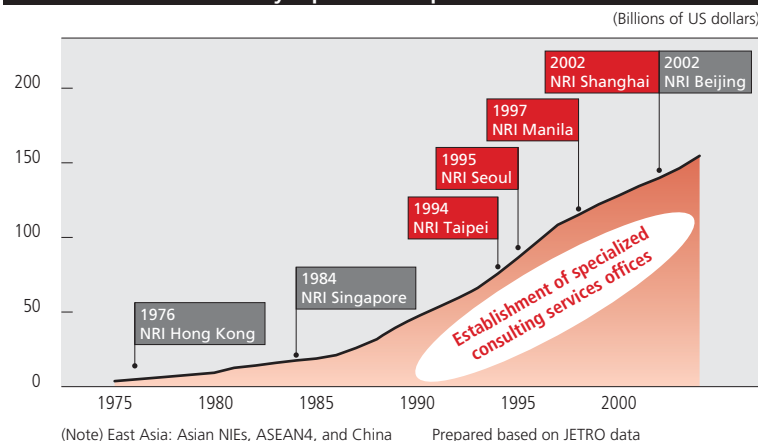 (Billions of US dollars)
200
150
100
50
0
2002
NRI Shanghai
2002
NRI Beijing
1997
NRI Manila
1995
NRI Seoul
1994
NRI Taipei
1984
NRI Singapore
1976
NRI Hong Kong
Establishment of specialized
consulting services offices
1975 1980 1985 1990 1995 2000
(Note) East Asia: Asian NIEs, ASEAN4, and China Prepared based on JETRO data